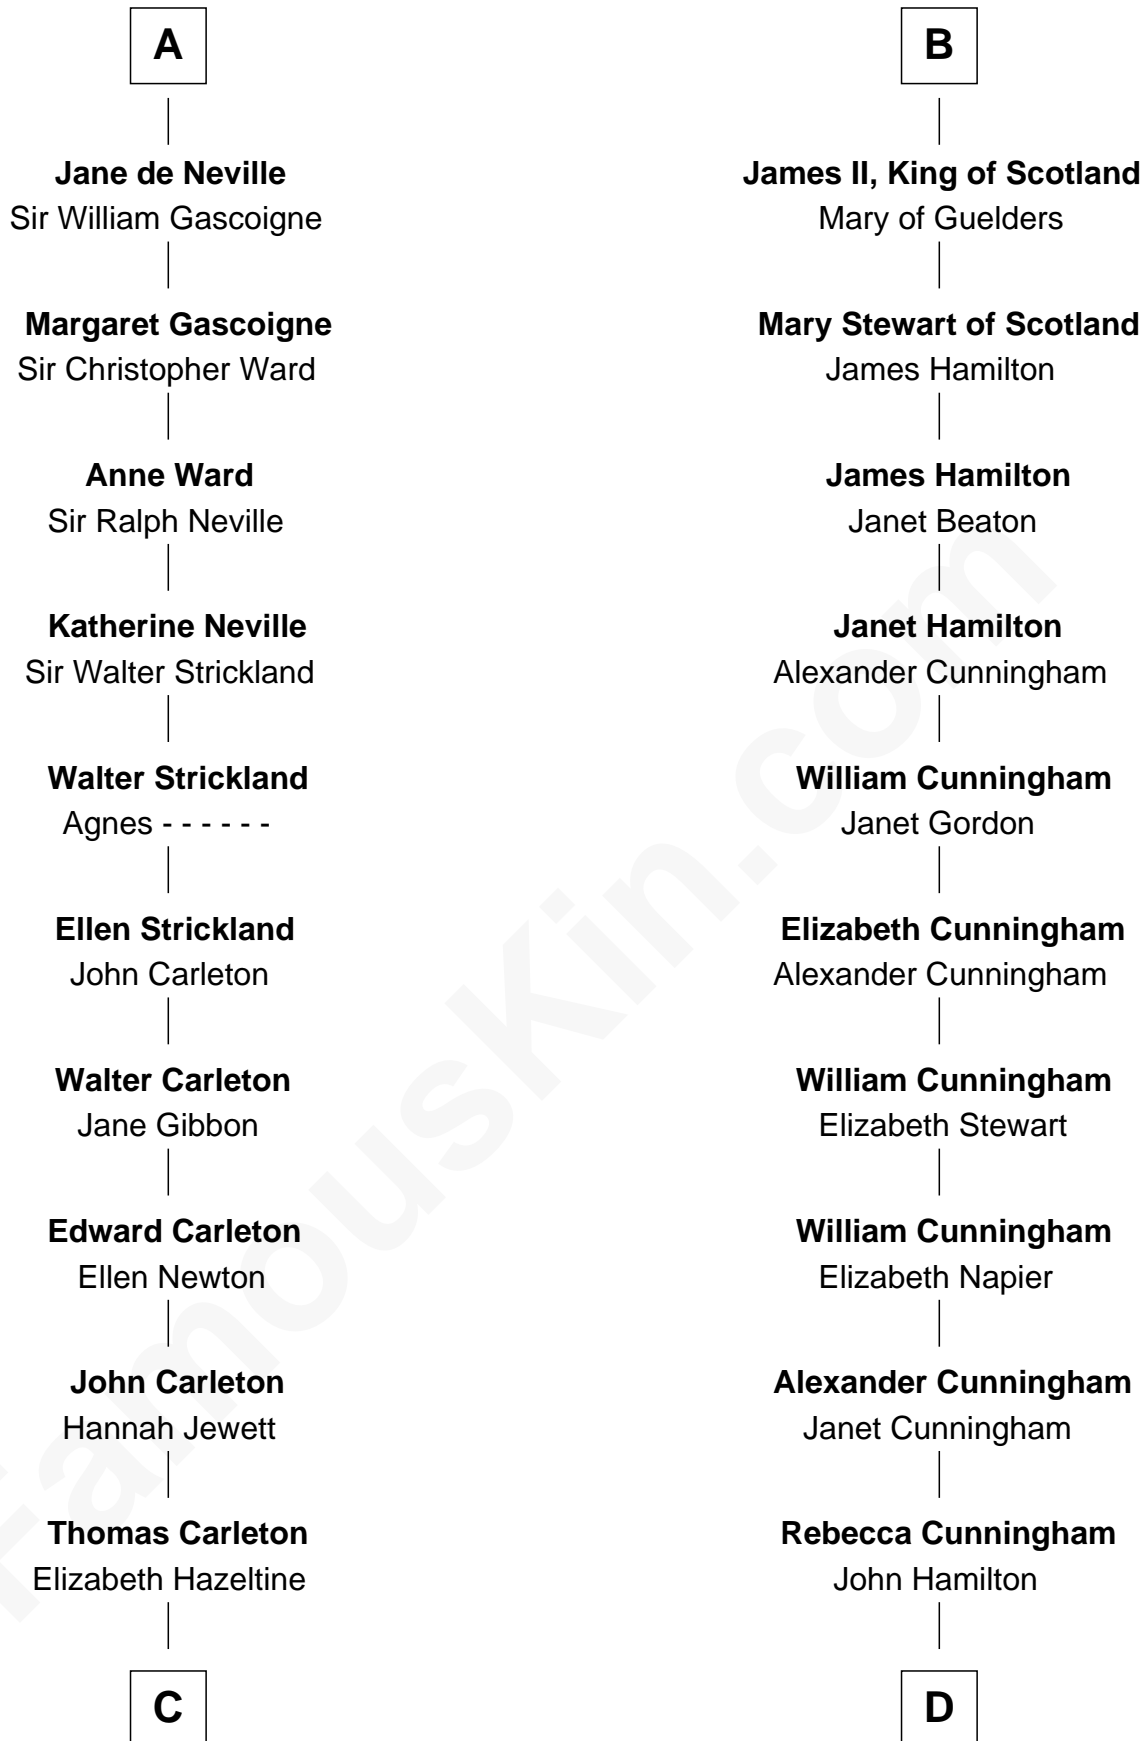 A
Jane de Neville
Sir William Gascoigne
Margaret Gascoigne
Sir Christopher Ward
Anne Ward
Sir Ralph Neville
Katherine Neville
Sir Walter Strickland
Walter Strickland
Agnes - - - - - -
Ellen Strickland
John Carleton
Walter Carleton
Jane Gibbon
Edward Carleton
Ellen Newton
John Carleton
Hannah Jewett
Thomas Carleton
Elizabeth Hazeltine
C
B
James II, King of Scotland
Mary of Guelders
Mary Stewart of Scotland
James Hamilton
James Hamilton
Janet Beaton
Janet Hamilton
Alexander Cunningham
William Cunningham
Janet Gordon
Elizabeth Cunningham
Alexander Cunningham
William Cunningham
Elizabeth Stewart
William Cunningham
Elizabeth Napier
Alexander Cunningham
Janet Cunningham
Rebecca Cunningham
John Hamilton
D
FamousKin.com